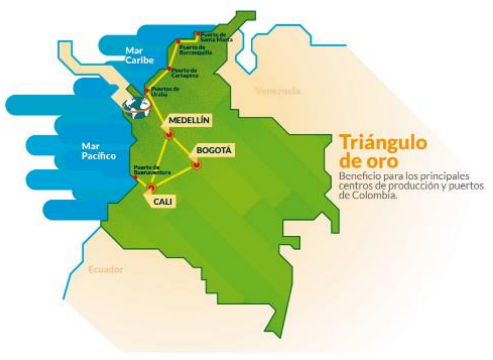 Puerto de
Santa Marta
Puerto de
Barranquilla
Mar
Caribe
Puerto de
Cartagena
Puertos de
Urabá
Venezuela
MEDELLÍN
Mar
Pacífico
BOGOTÁ
Puerto de
Buenaventura
CALI
Triángulo
de oro
Beneficio para los principales
centros de producción y puertos
de Colombia.
Ecuador